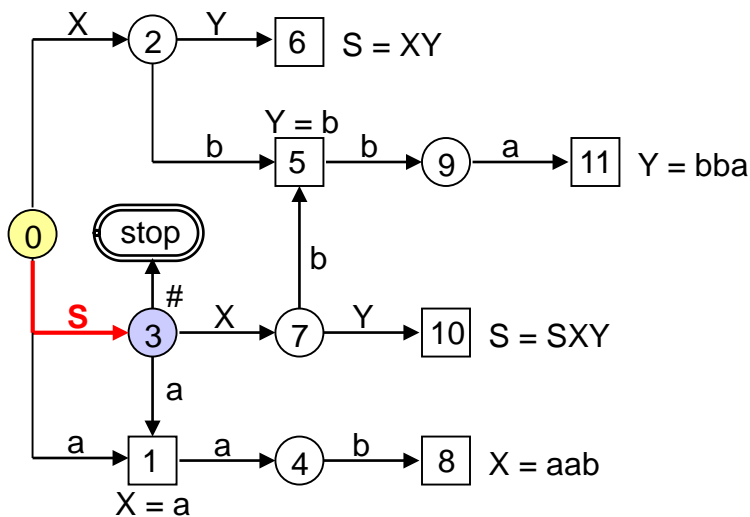 X 2 Y 6 S = XY
Y = b
b 5 b 9 a 11 Y = bba
0 stop
b
#
S 3 X 7 Y 10 S = SXY
a
a 1 a 4 b 8 X = aab
X = a